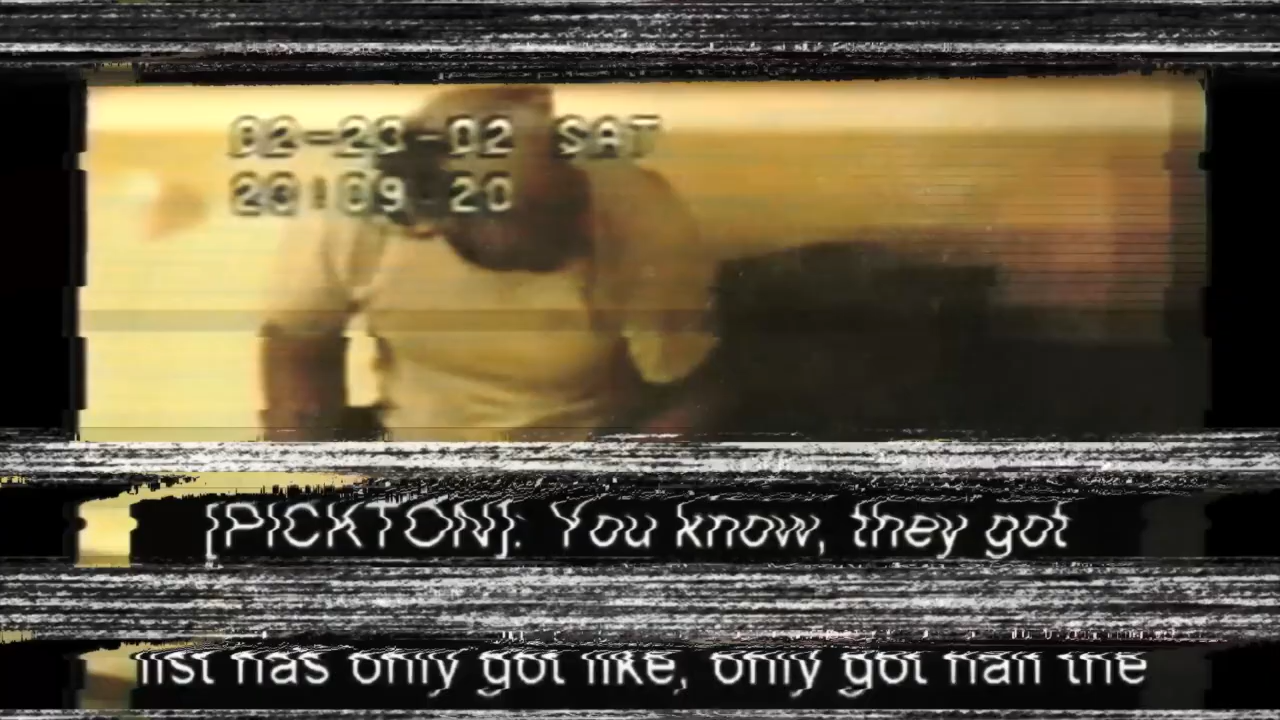 02-23-02 SAT
20:09 20
[PICKTON]: You know, they got
list has only got like, only got half the